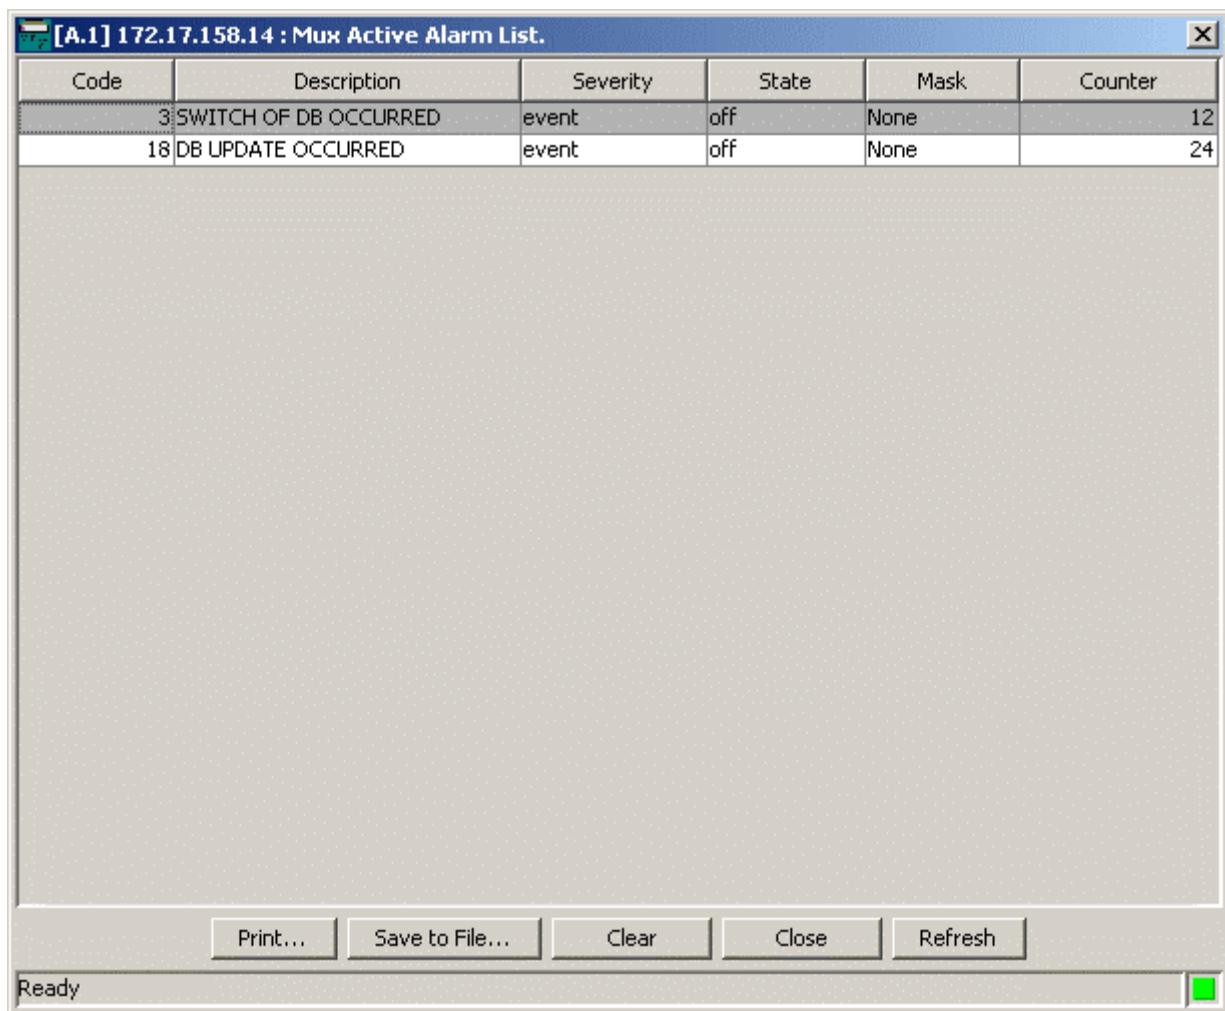 [A.1] 172.17.158.14 : Mux Active Alarm List.
Code Description Severity State Mask Counter
3 SWITCH OF DB OCCURRED event off None 12
18 DB UPDATE OCCURRED event off None 24
Print... Save to File... Clear Close Refresh
Ready